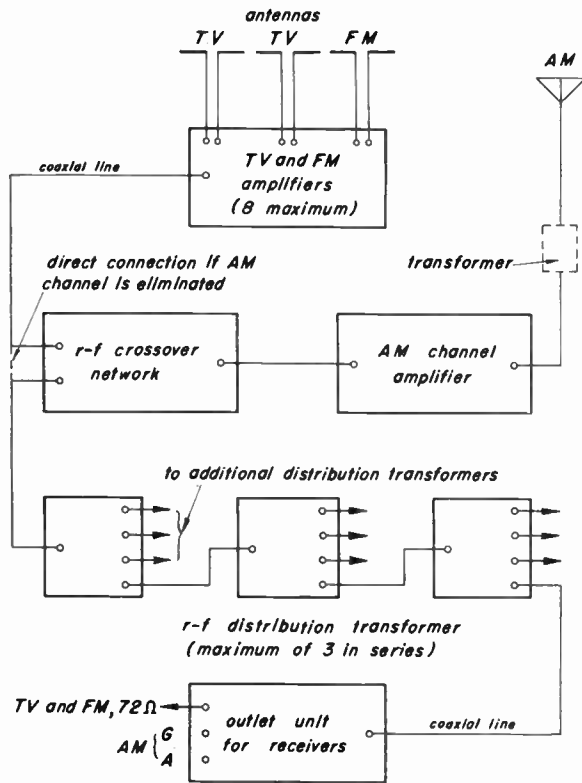 antennas
TV TV FM
AM
TV and FM
amplifiers
(8 maximum)
coaxial line
transformer
direct connection if AM
channel is eliminated
r-f crossover
network
AM channel
amplifier
to additional distribution transformers
r-f distribution transformer
(maximum of 3 in series)
TV and FM, 72Ω
AM { G
A
outlet unit
for receivers
coaxial line